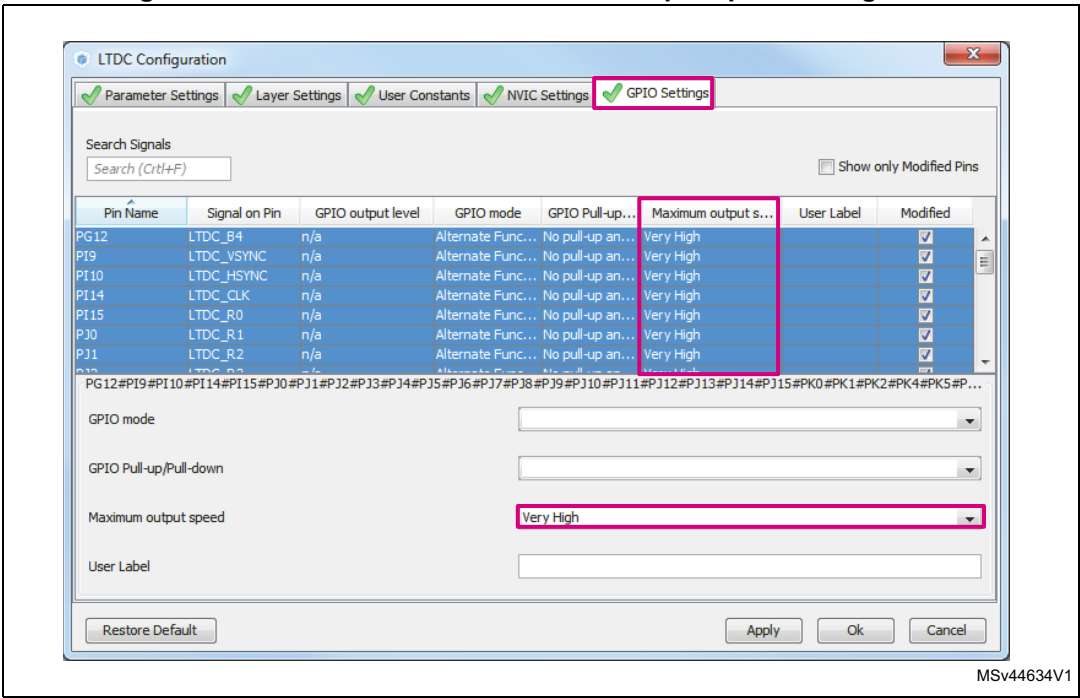 LTDC Configuration
Parameter Settings Layer Settings User Constants NVIC Settings GPIO Settings
Search Signals
Search (Crtl+F)
Show only Modified Pins
Pin Name Signal on Pin GPIO output level GPIO mode GPIO Pull-up... Maximum output s... User Label Modified
PG12 LTDC_B4 n/a Alternate Func... No pull-up an... Very High
PI9 LTDC_VSYNC n/a Alternate Func... No pull-up an... Very High
PI10 LTDC_HSYNC n/a Alternate Func... No pull-up an... Very High
PI14 LTDC_CLK n/a Alternate Func... No pull-up an... Very High
PI15 LTDC_R0 n/a Alternate Func... No pull-up an... Very High
PJ0 LTDC_R1 n/a Alternate Func... No pull-up an... Very High
PJ1 LTDC_R2 n/a Alternate Func... No pull-up an... Very High
PG12#PI9#PI10#PI14#PI15#PJ0#PJ1#PJ2#PJ3#PJ4#PJ5#PJ6#PJ7#PJ8#PJ9#PJ10#PJ11#PJ12#PJ13#PJ14#PJ15#PK0#PK1#PK2#PK4#PK5#P...
GPIO mode
GPIO Pull-up/Pull-down
Maximum output speed Very High
User Label
Restore Default Apply Ok Cancel
MSv44634V1